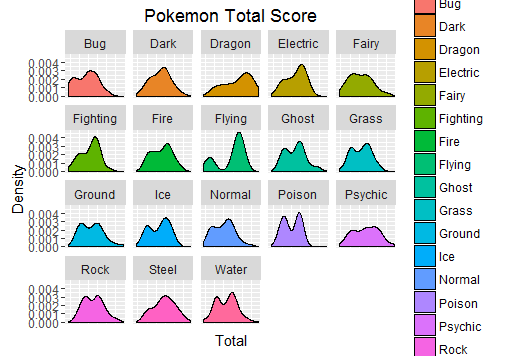 Pokemon Total Score
Bug Dark Dragon Electric Fairy
0.004
0.003
0.002
0.001
0.000
Fighting Fire Flying Ghost Grass
0.004
0.003
0.002
0.001
0.000
Ground Ice Normal Poison Psychic
0.004
0.003
0.002
0.001
0.000
Rock Steel Water
0.004
0.003
0.002
0.001
0.000
Density
Total
Bug
Dark
Dragon
Electric
Fairy
Fighting
Fire
Flying
Ghost
Grass
Ground
Ice
Normal
Poison
Psychic
Rock